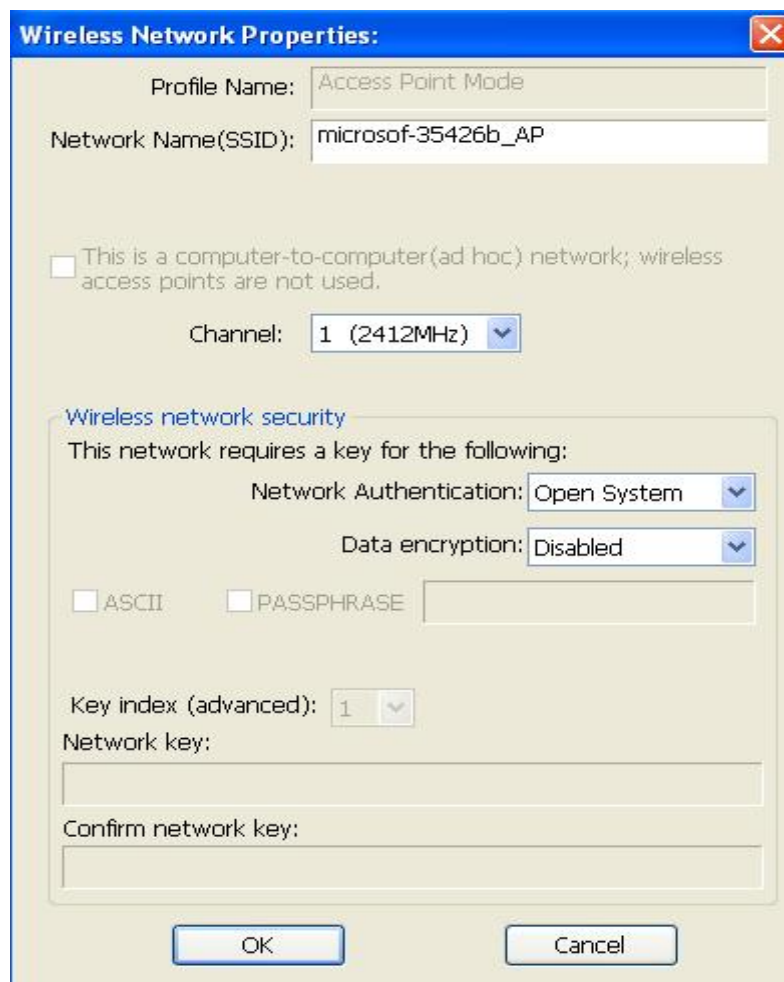 Wireless Network Properties:
Profile Name: Access Point Mode
Network Name(SSID): microsof-35426b_AP
This is a computer-to-computer(ad hoc) network; wireless
access points are not used.
Channel: 1 (2412MHz)
Wireless network security
This network requires a key for the following:
Network Authentication: Open System
Data encryption: Disabled
ASCII PASSPHRASE
Key index (advanced): 1
Network key:
Confirm network key:
OK Cancel